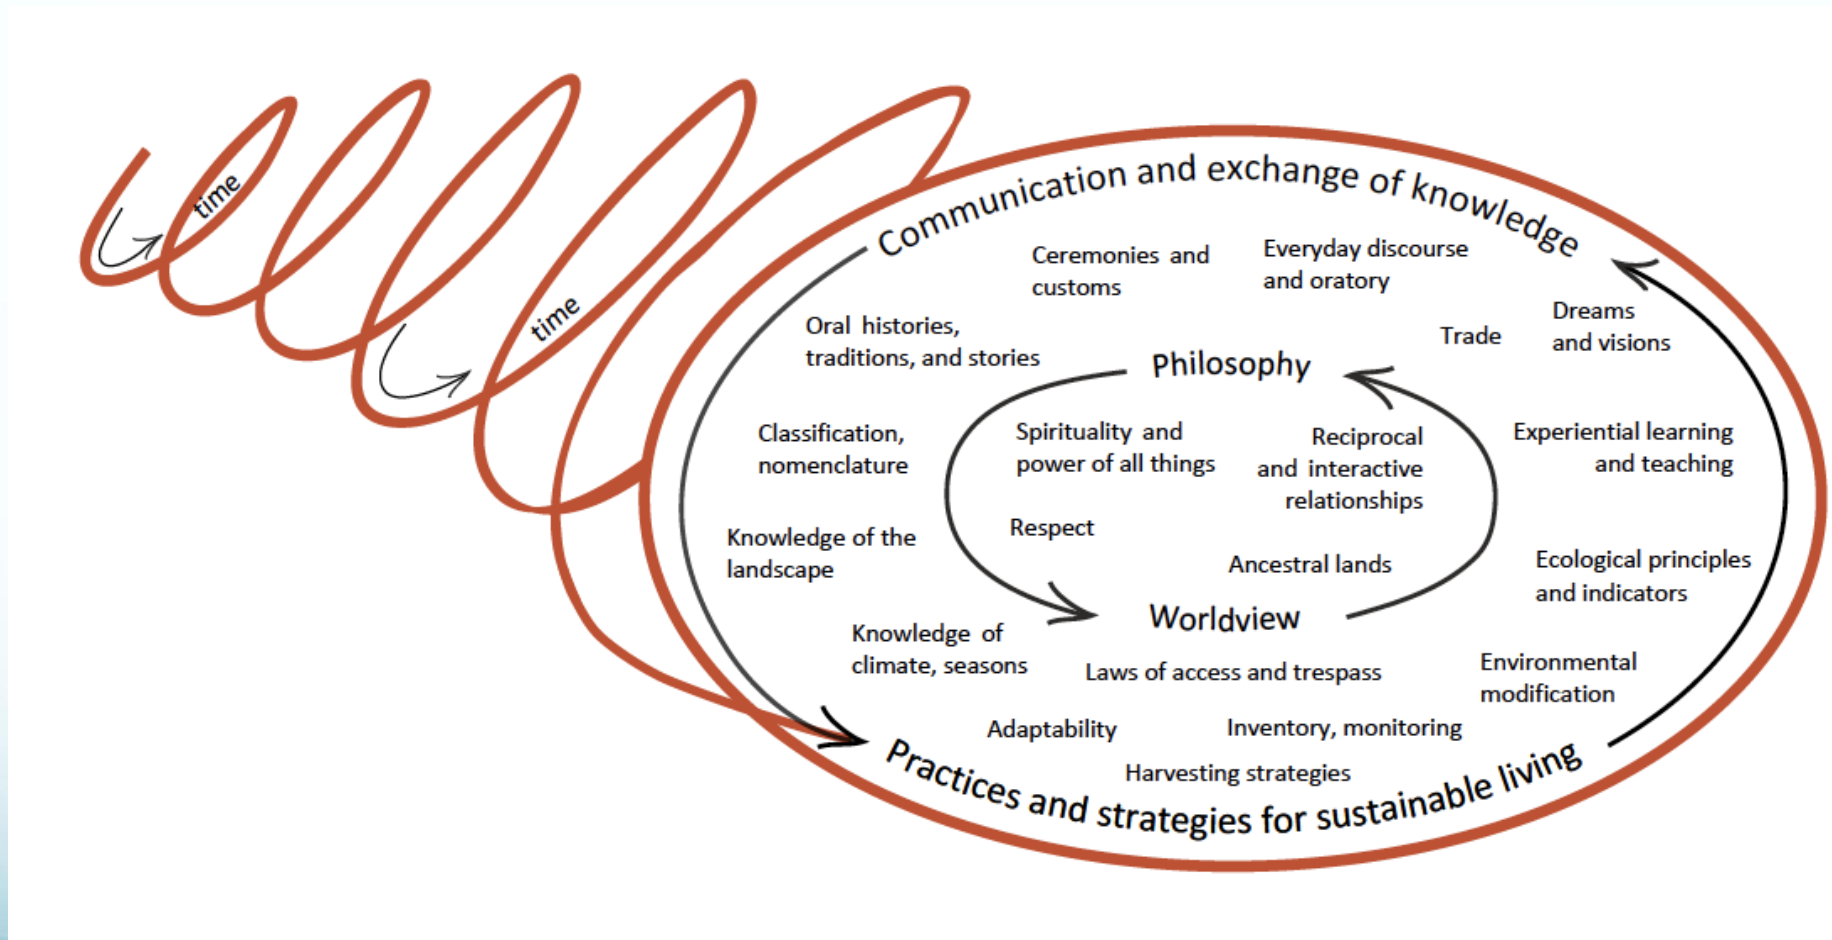 time
time
Communication and exchange of knowledge
Ceremonies and
customs
Everyday discourse
and oratory
Oral histories,
traditions, and stories
Trade
Dreams
and visions
Philosophy
Classification,
nomenclature
Spirituality and
power of all things
Reciprocal
and interactive
relationships
Experiential learning
and teaching
Knowledge of the
landscape
Respect
Ancestral lands
Ecological principles
and indicators
Worldview
Knowledge of
climate, seasons
Laws of access and trespass
Environmental
modification
Adaptability
Inventory, monitoring
Harvesting strategies
Practices and strategies for sustainable living